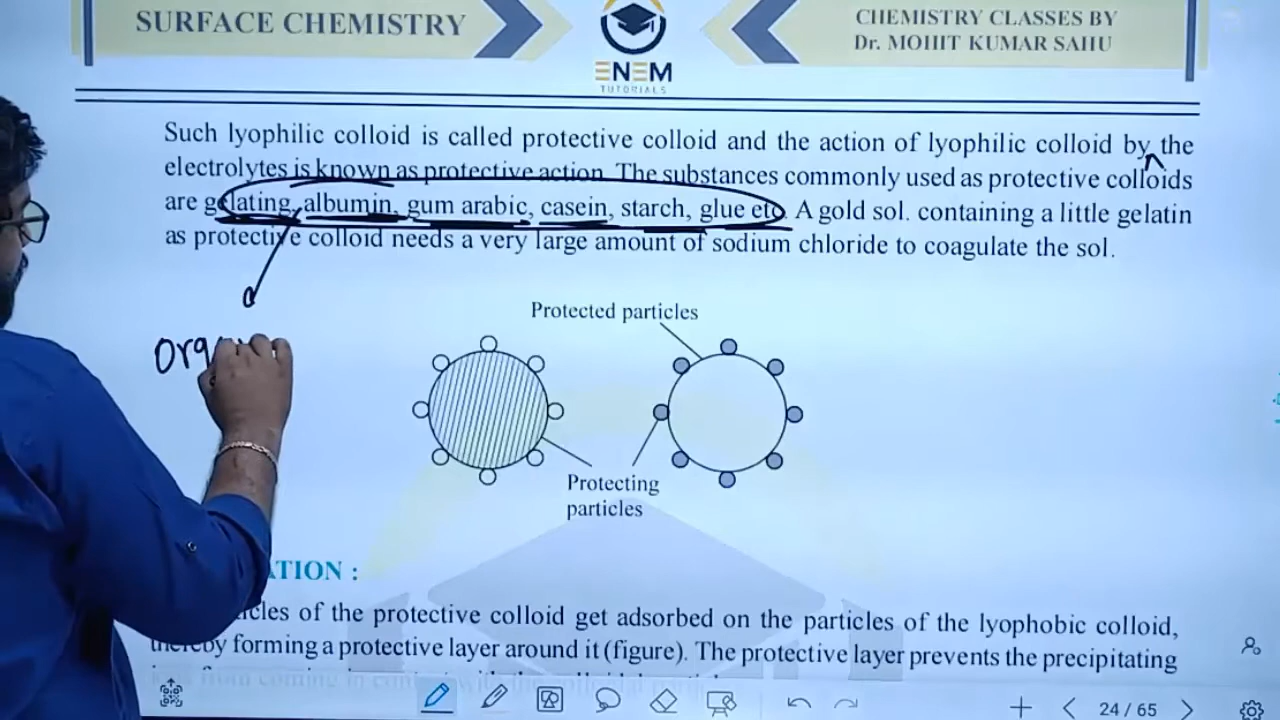 SURFACE CHEMISTRY
ENEM
TUTORIALS
CHEMISTRY CLASSES BY
Dr. MOHIT KUMAR SAHU
Such lyophilic colloid is called protective colloid and the action of lyophilic colloid by the
electrolytes is known as protective action. The substances commonly used as protective colloids
are gelating, albumin, gum arabic, casein, starch, glue etc. A gold sol. containing a little gelatin
as protective colloid needs a very large amount of sodium chloride to coagulate the sol.
Protected particles
Protecting
particles
TION :
of the protective colloid get adsorbed on the particles of the lyophobic colloid,
thereby forming a protective layer around it (figure). The protective layer prevents the precipitating
24 / 65